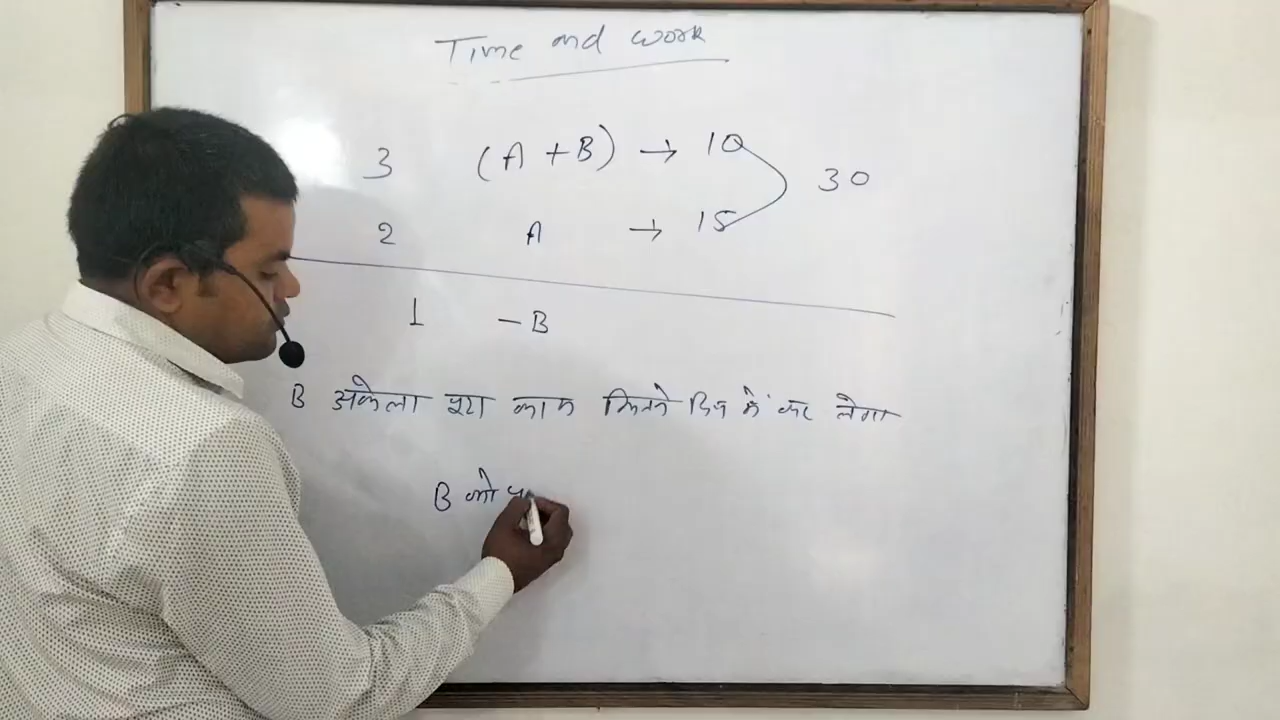 Time and work
3 (A + B) → 10 30
2 A → 15
1 - B
B अकेला पुरा काम कितने दिन में कर लेगा
B को